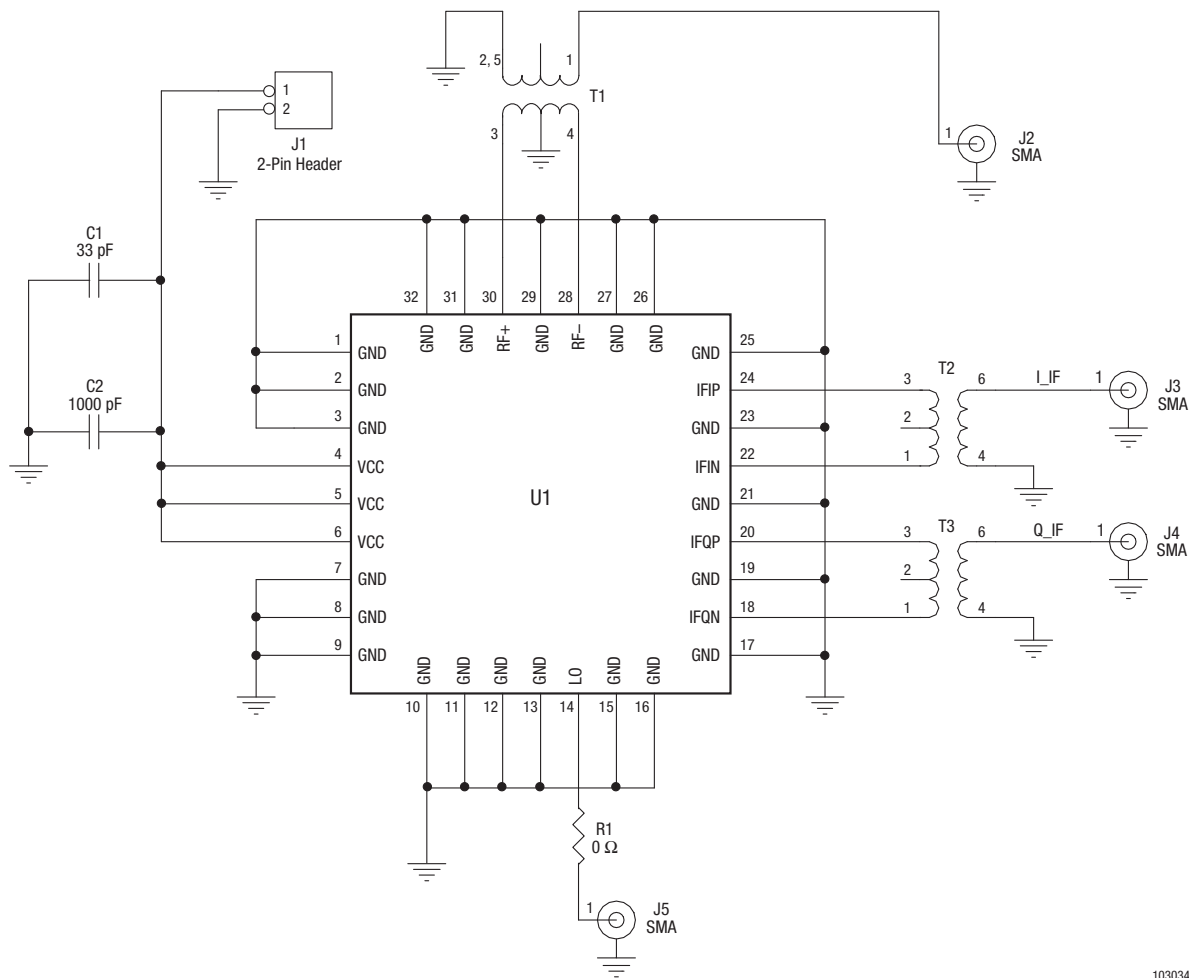 2, 5
1
T1
3
4
1
2
J1
2-Pin Header
1
J2
SMA
C1
33 pF
C2
1000 pF
32
31
30
29
28
27
26
GND
GND
RF+
GND
RF–
GND
GND
1
GND
2
GND
3
GND
4
VCC
5
VCC
6
VCC
7
GND
8
GND
9
GND
U1
GND
25
IFIP
24
GND
23
IFIN
22
GND
21
IFQP
20
GND
19
IFQN
18
GND
17
T2
3
2
1
6
4
I_IF
1
J3
SMA
T3
3
2
1
6
4
Q_IF
1
J4
SMA
GND
GND
GND
GND
LO
GND
GND
10
11
12
13
14
15
16
R1
0 Ω
1
J5
SMA
103034